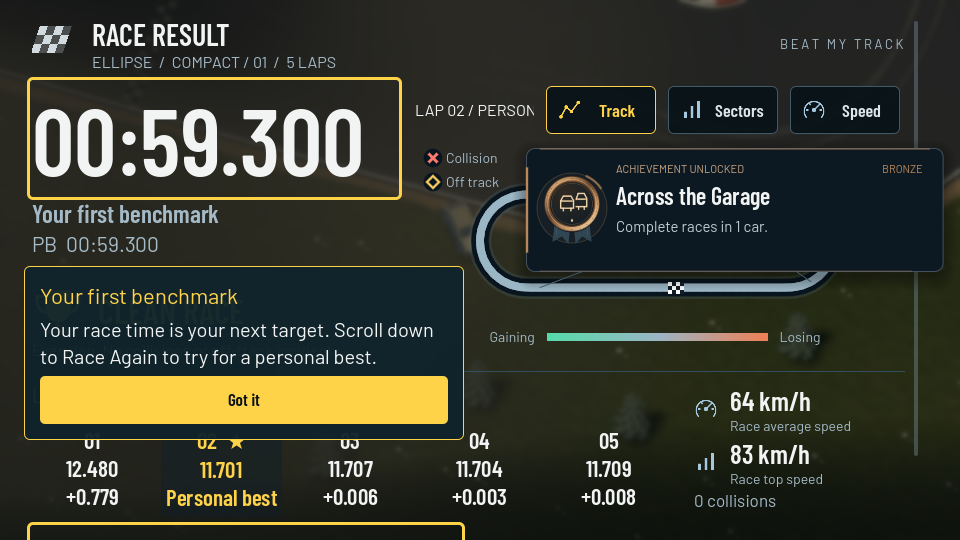 RACE RESULT
ELLIPSE / COMPACT / 01 / 5 LAPS
BEAT MY TRACK
00:59.300
LAP 02 / PERSON
Track
Sectors
Speed
Collision
Off track
ACHIEVEMENT UNLOCKED
BRONZE
Across the Garage
Complete races in 1 car.
Your first benchmark
PB 00:59.300
Your first benchmark
CLEAN RACE
Your race time is your next target. Scroll down
to Race Again to try for a personal best.
Got it
Gaining
Losing
64 km/h
Race average speed
83 km/h
Race top speed
0 collisions
01 02 ★ 03 04 05
12.480 11.701 11.707 11.704 11.709
+0.779 Personal best +0.006 +0.003 +0.008